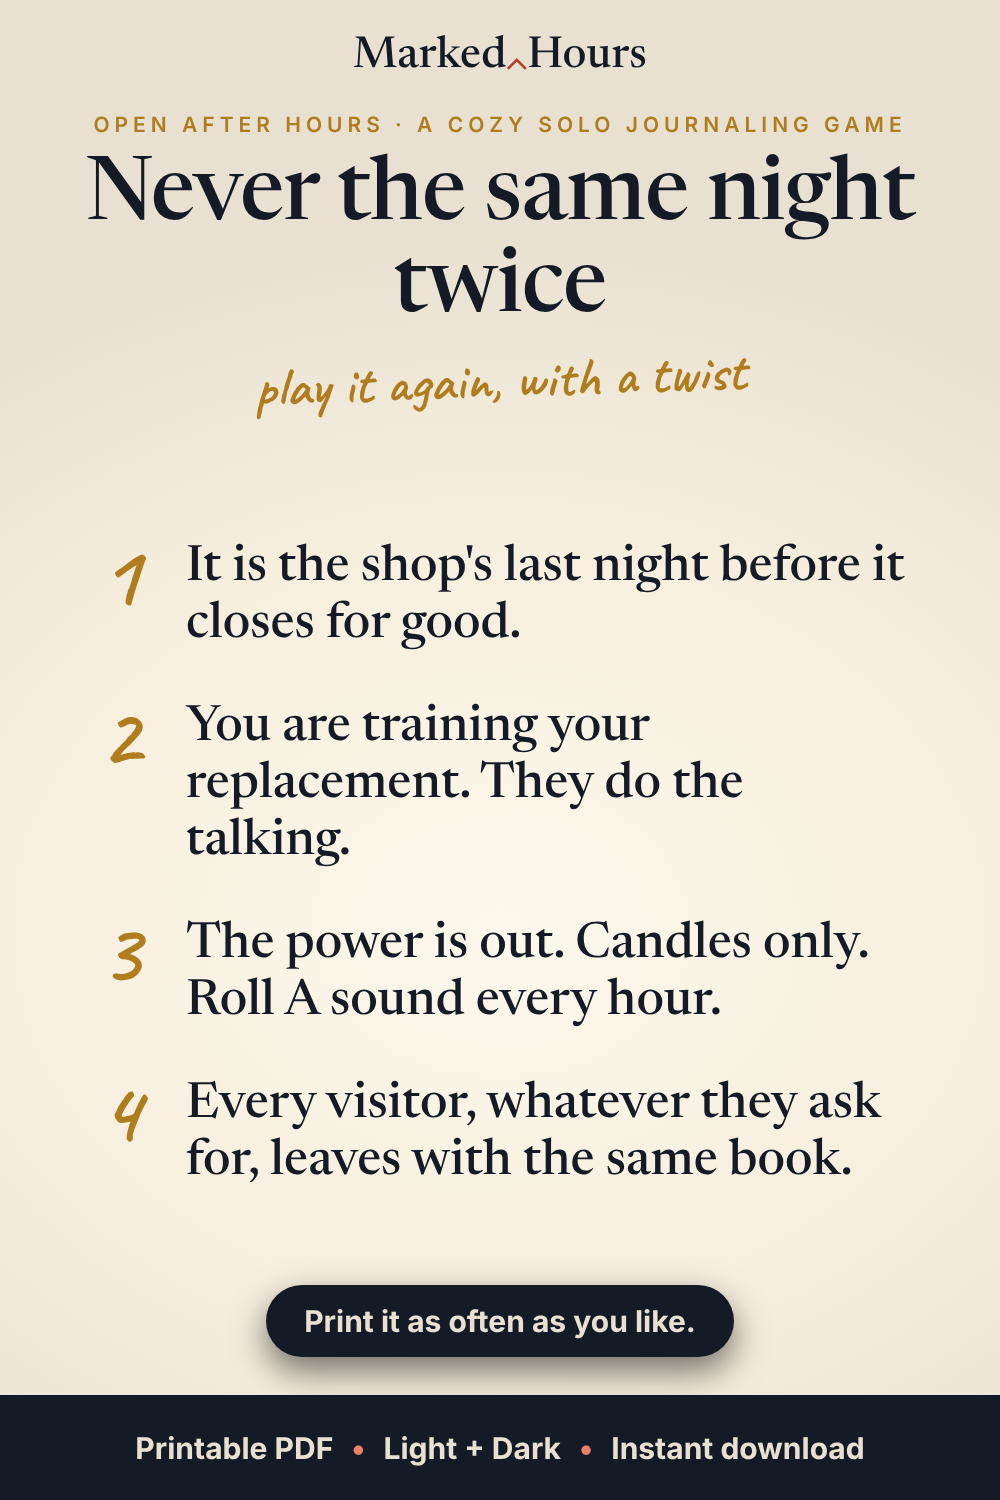 Marked‸Hours
OPEN AFTER HOURS · A COZY SOLO JOURNALING GAME
Never the same night
twice
play it again, with a twist
1 It is the shop's last night before it
closes for good.
2 You are training your
replacement. They do the
talking.
3 The power is out. Candles only.
Roll A sound every hour.
4 Every visitor, whatever they ask
for, leaves with the same book.
Print it as often as you like.
Printable PDF • Light + Dark • Instant download